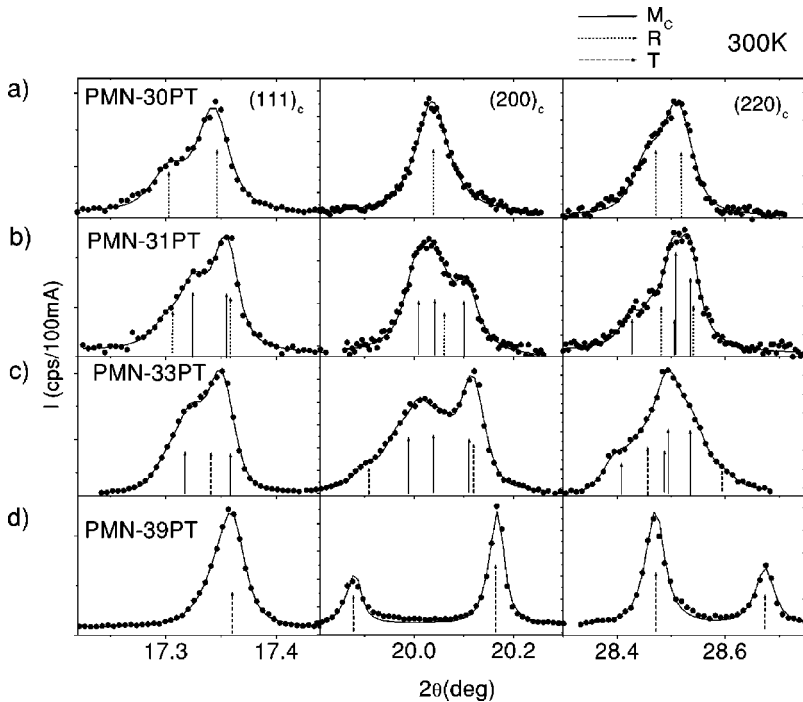 M_C
R
T
300K
a) PMN-30PT (111)_c (200)_c (220)_c
b) PMN-31PT
c) PMN-33PT
d) PMN-39PT
I (cps/100mA)
17.3 17.4 20.0 20.2 28.4 28.6
2θ(deg)